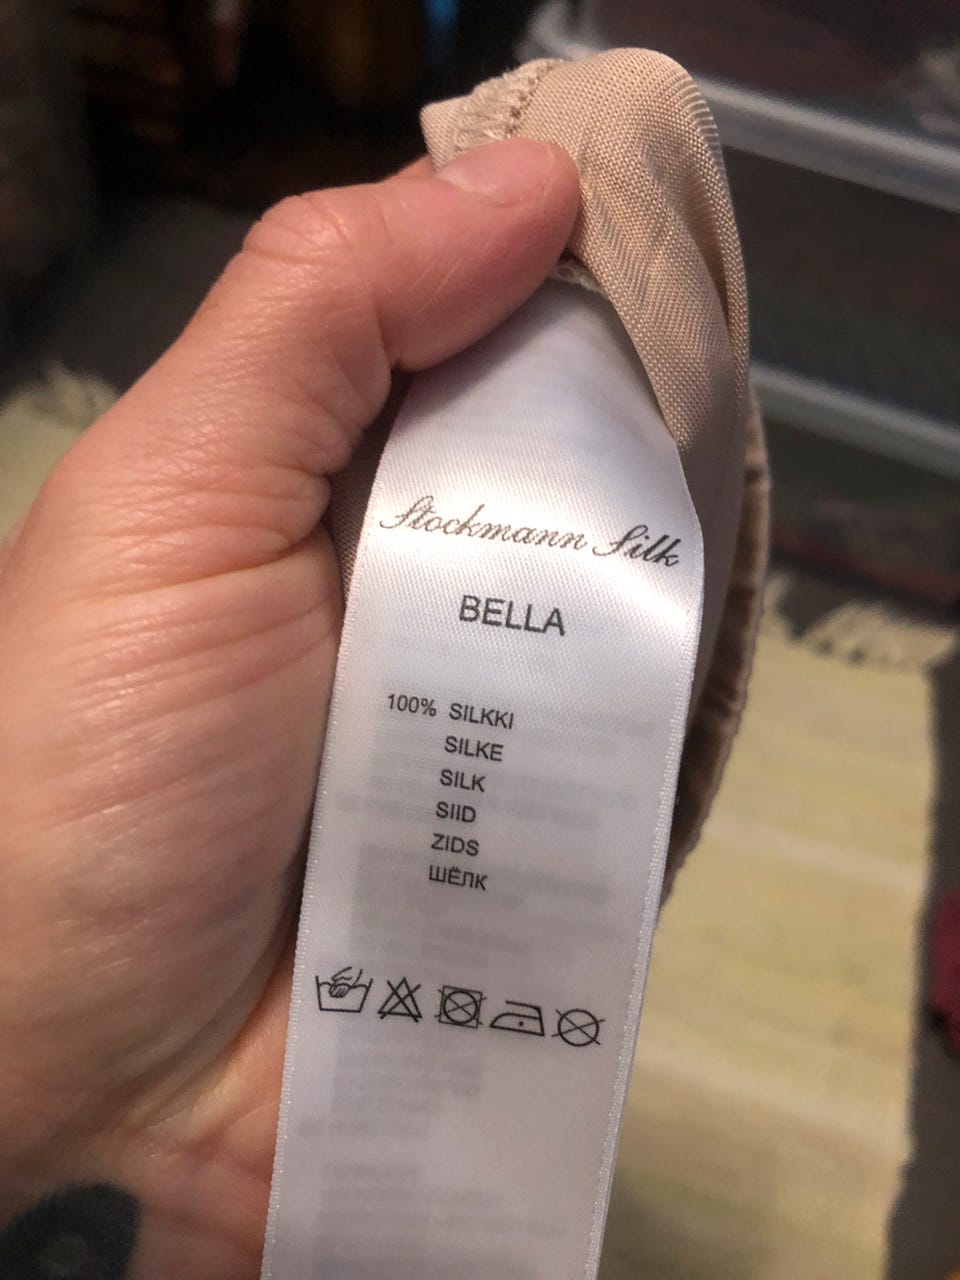 Stockmann Silk
BELLA
100% SILKKI
SILKE
SILK
SIID
ZIDS
ШЁЛК